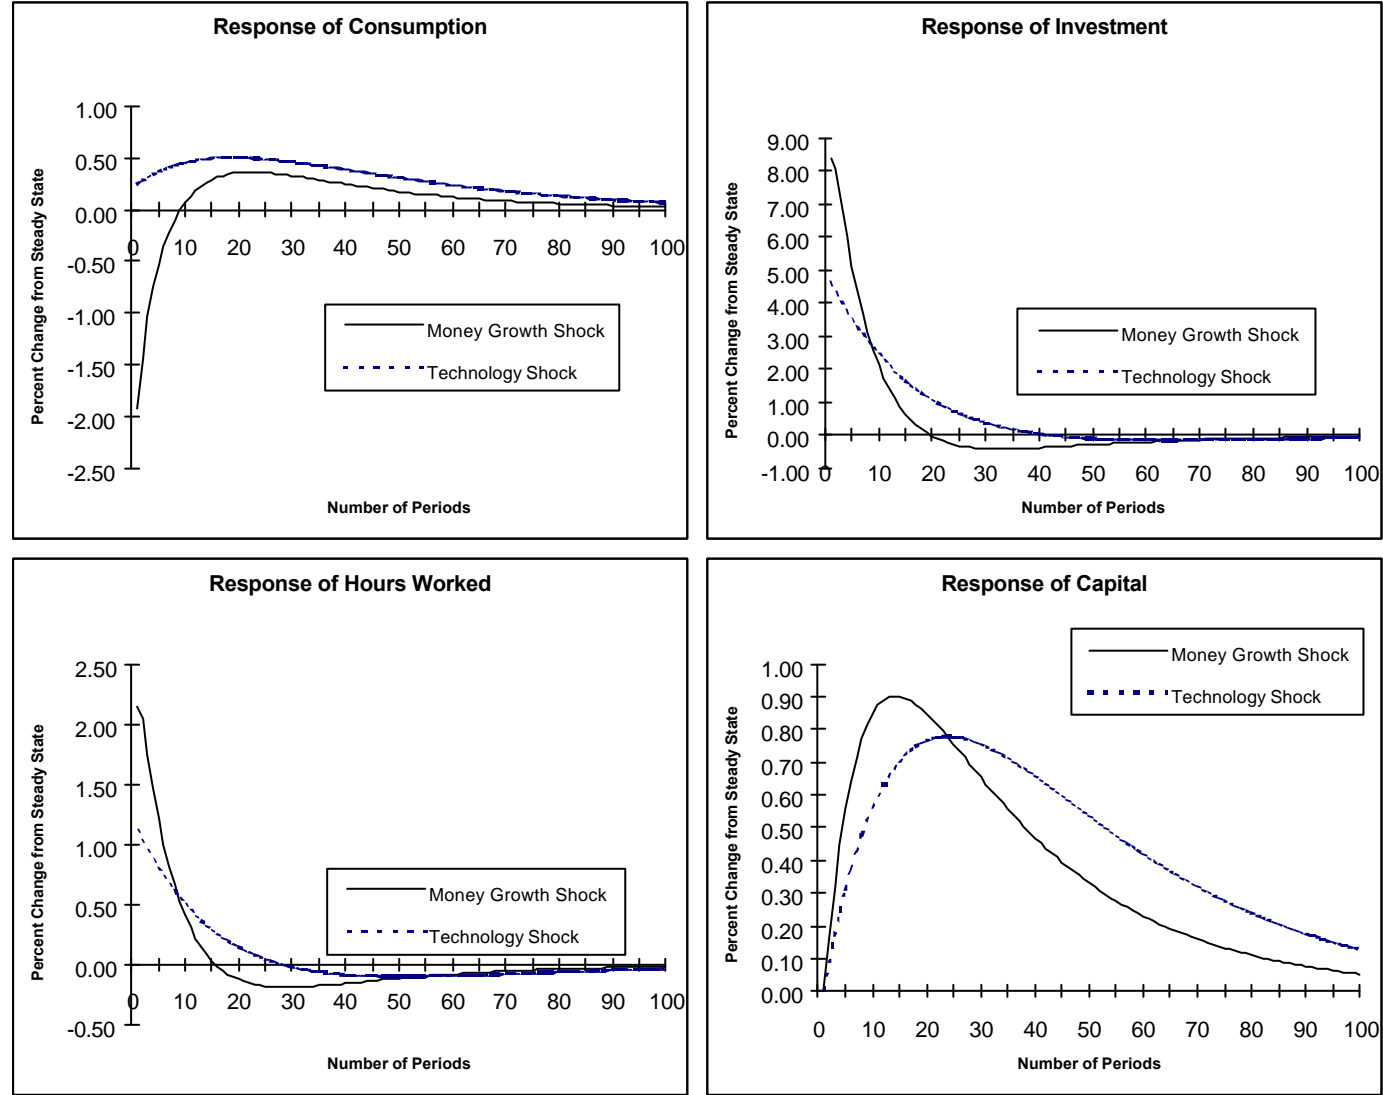 Response of Consumption
Percent Change from Steady State
1.00
0.50
0.00
-0.50
-1.00
-1.50
-2.00
-2.50
0 10 20 30 40 50 60 70 80 90 100
Money Growth Shock
Technology Shock
Number of Periods
Response of Investment
Percent Change from Steady State
9.00
8.00
7.00
6.00
5.00
4.00
3.00
2.00
1.00
0.00
-1.00
0 10 20 30 40 50 60 70 80 90 100
Money Growth Shock
Technology Shock
Number of Periods
Response of Hours Worked
Percent Change from Steady State
2.50
2.00
1.50
1.00
0.50
0.00
-0.50
0 10 20 30 40 50 60 70 80 90 100
Money Growth Shock
Technology Shock
Number of Periods
Response of Capital
Money Growth Shock
Technology Shock
Percent Change from Steady State
1.00
0.90
0.80
0.70
0.60
0.50
0.40
0.30
0.20
0.10
0.00
0 10 20 30 40 50 60 70 80 90 100
Number of Periods